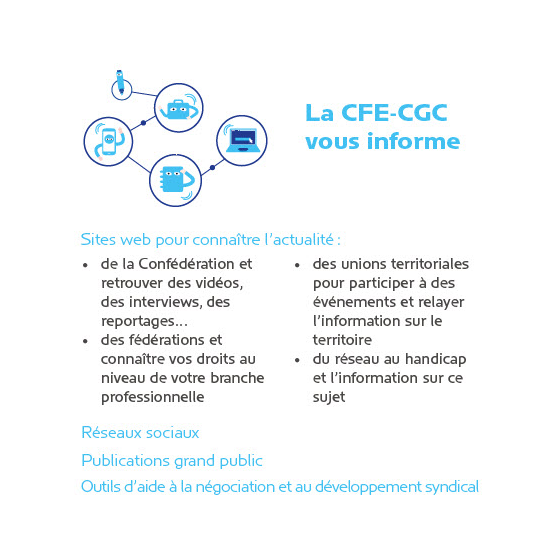 La CFE-CGC
vous informe
Sites web pour connaître l'actualité :
• de la Confédération et
retrouver des vidéos,
des interviews, des
reportages...
• des fédérations et
connaître vos droits au
niveau de votre branche
professionnelle
• des unions territoriales
pour participer à des
événements et relayer
l'information sur le
territoire
• du réseau au handicap
et l'information sur ce
sujet
Réseaux sociaux
Publications grand public
Outils d'aide à la négociation et au développement syndical